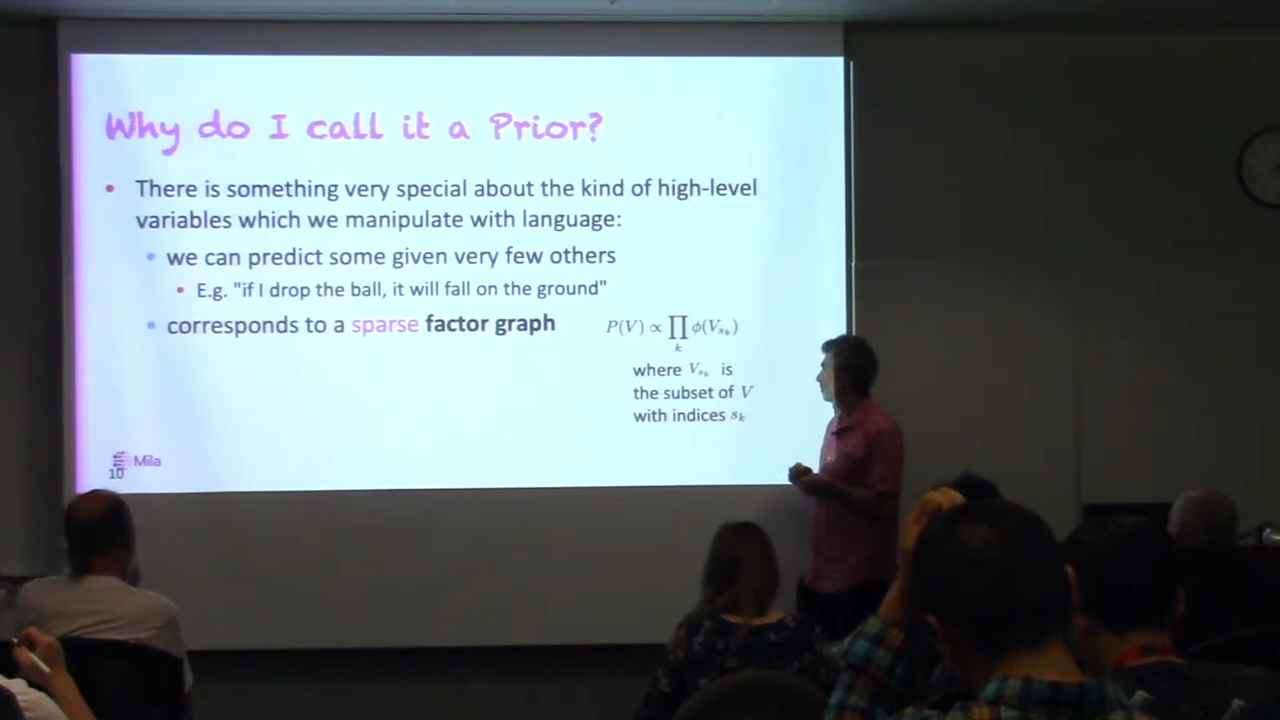 Why do I call it a Prior?
• There is something very special about the kind of high-level
variables which we manipulate with language:
• we can predict some given very few others
• E.g. "if I drop the ball, it will fall on the ground"
• corresponds to a sparse factor graph
P(V) ∝ ∏ₖ ϕ(V_{s_k})
where V_{s_k} is
the subset of V
with indices s_k
Mila
10